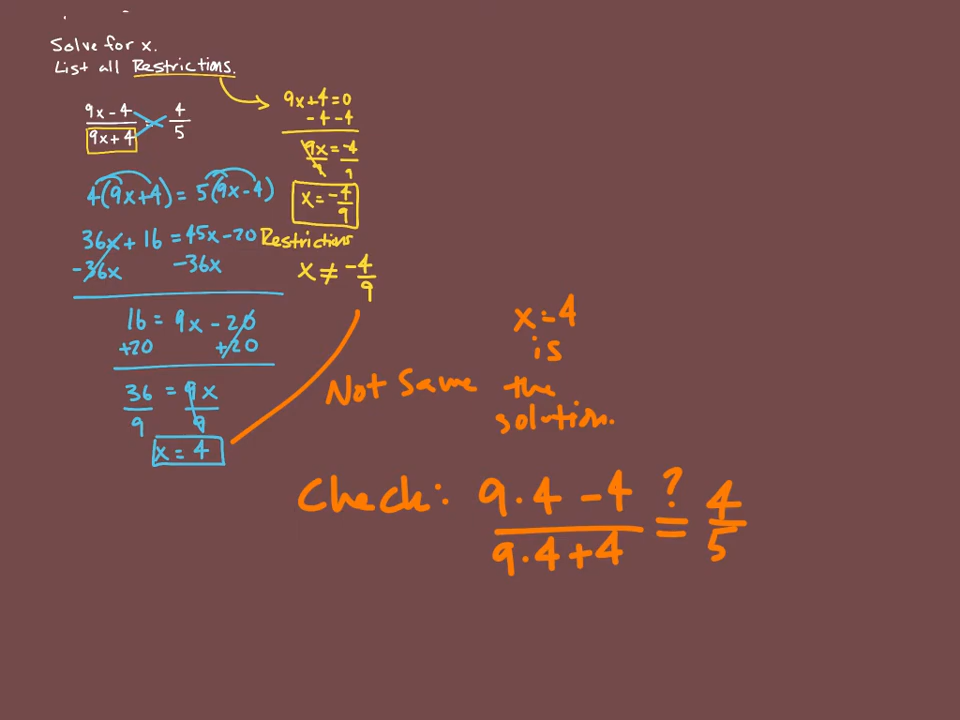 Solve for x.
List all Restrictions.
9x-4/9x+4 = 4/5
9x+4=0
-4 -4
9x/9 = -4/9
x = -4/9
Restrictions
x ≠ -4/9
4(9x+4) = 5(9x-4)
36x + 16 = 45x - 20
-36x -36x
16 = 9x - 20
+20 +20
36/9 = 9x/9
x = 4
Not Same
x=4
is
the
solution.
Check: 9·4 - 4/9·4 + 4 ?= 4/5